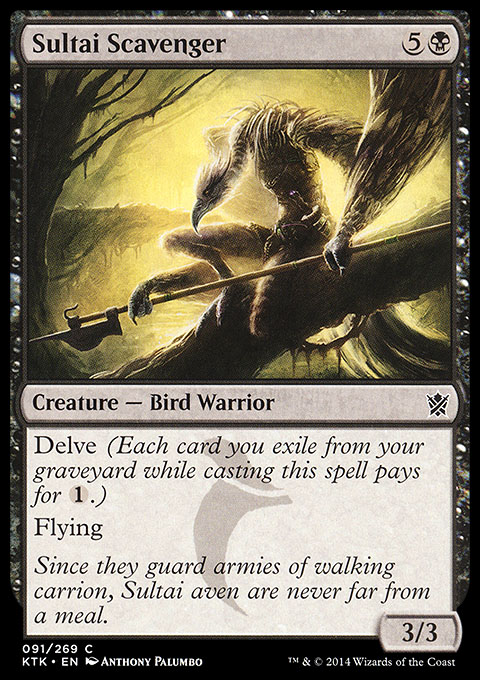 Sultai Scavenger 5
Creature — Bird Warrior
Delve (Each card you exile from your
graveyard while casting this spell pays
for 1.)
Flying
Since they guard armies of walking
carrion, Sultai aven are never far from
a meal.
3/3
091/269 C
KTK • EN Anthony Palumbo ™ & © 2014 Wizards of the Coast